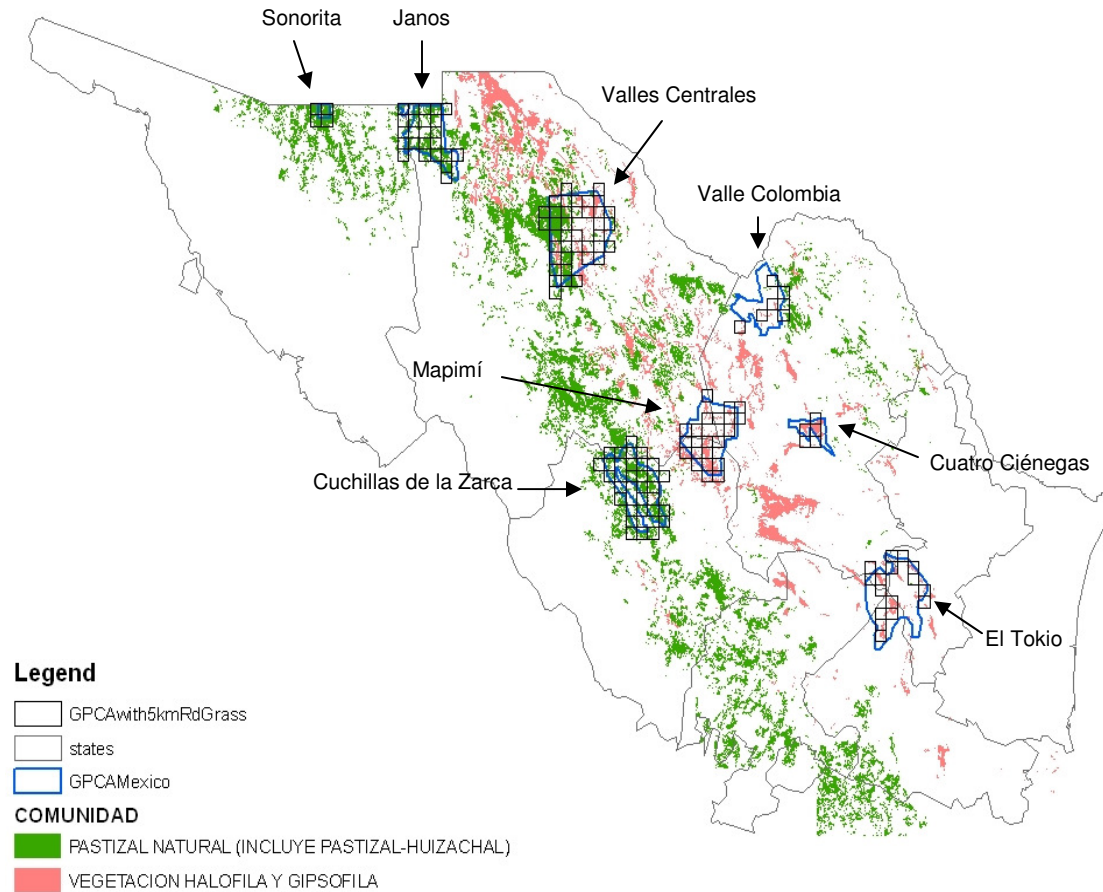 Sonorita
Janos
Valles Centrales
Valle Colombia
Mapimí
Cuatro Ciénegas
Cuchillas de la Zarca
El Tokio
Legend
GPCAwith5kmRdGrass
states
GPCAMexico
COMUNIDAD
PASTIZAL NATURAL (INCLUYE PASTIZAL-HUIZACHAL)
VEGETACION HALOFILA Y GIPSOFILA